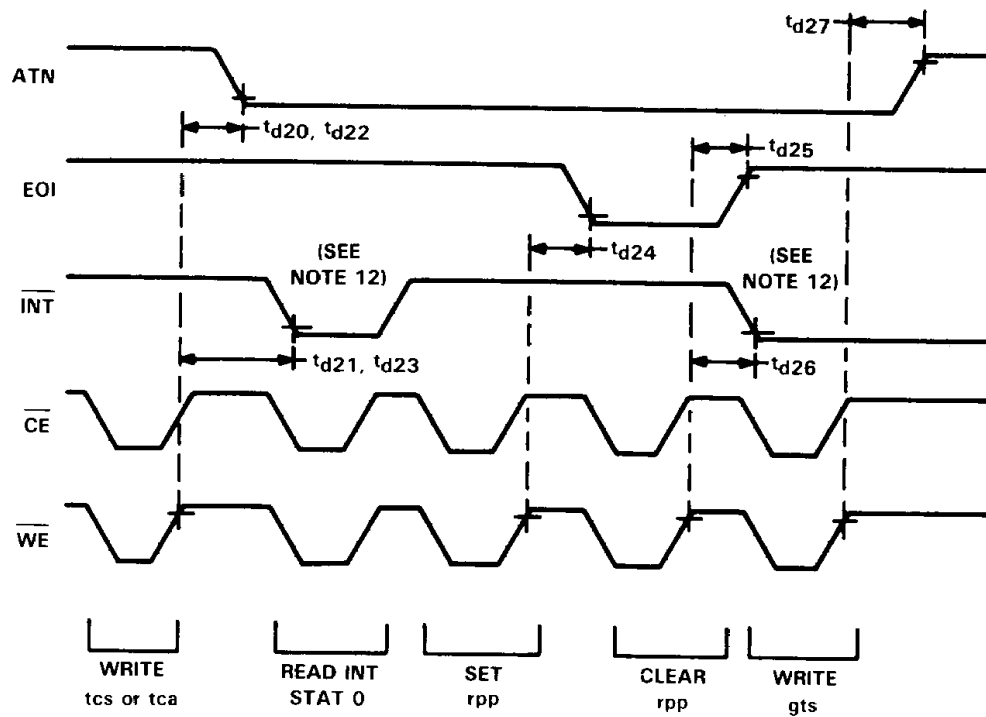 td27
ATN
td20, td22
td25
EOI
td24
(SEE
NOTE 12)
(SEE
NOTE 12)
INT
td21, td23
td26
CE
WE
WRITE
tcs or tca
READ INT
STAT 0
SET
rpp
CLEAR
rpp
WRITE
gts